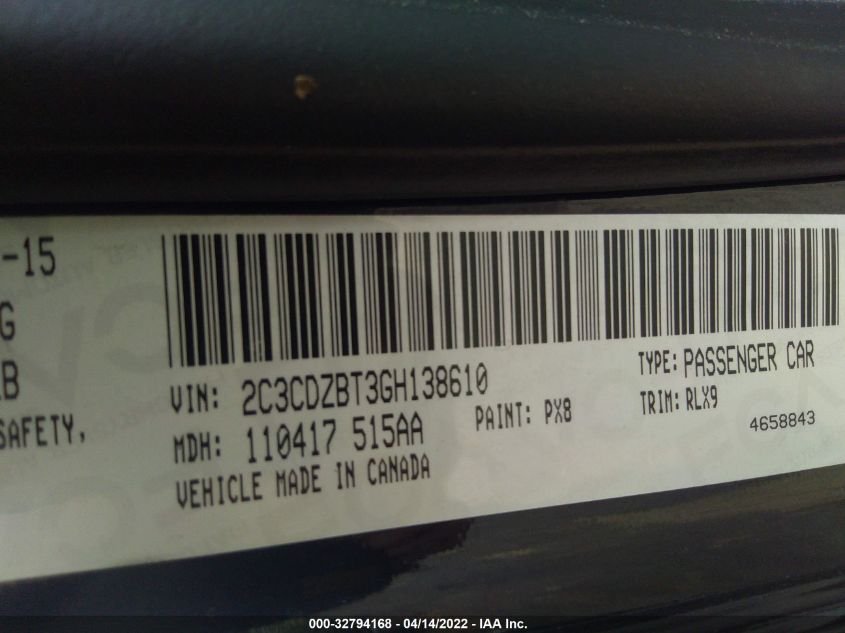 -15
G
LB
SAFETY,
VIN: 2C3CDZBT3GH138610
TYPE: PASSENGER CAR
MDH: 110417 515AA
PAINT: PX8
TRIM: RLX9
VEHICLE MADE IN CANADA
4658843
000-32794168 - 04/14/2022 - IAA Inc.